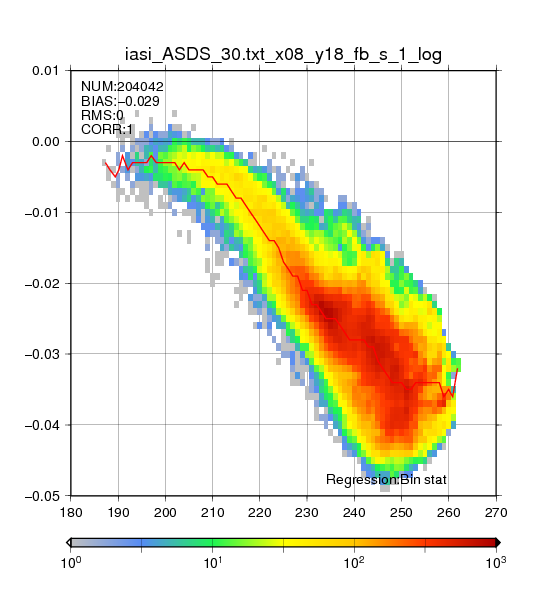 iasi_ASDS_30.txt_x08_y18_fb_s_1_log
0.01
NUM:204042
BIAS:−0.029
RMS:0
CORR:1
0.00
−0.01
−0.02
−0.03
−0.04
Regression:Bin stat
−0.05
180 190 200 210 220 230 240 250 260 270
10⁰ 10¹ 10² 10³